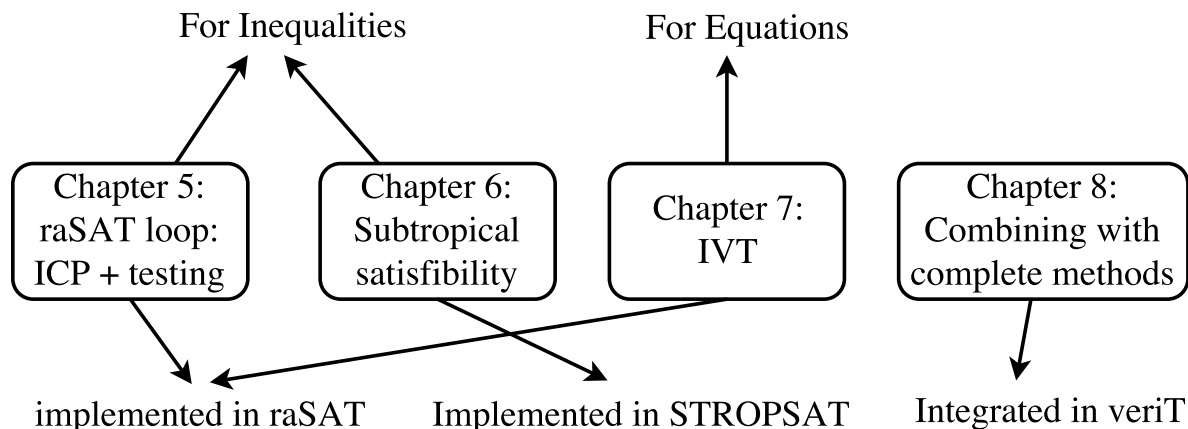 For Inequalities
For Equations
Chapter 5:
raSAT loop:
ICP + testing
Chapter 6:
Subtropical
satisfibility
Chapter 7:
IVT
Chapter 8:
Combining with
complete methods
implemented in raSAT
Implemented in STROPSAT
Integrated in veriT